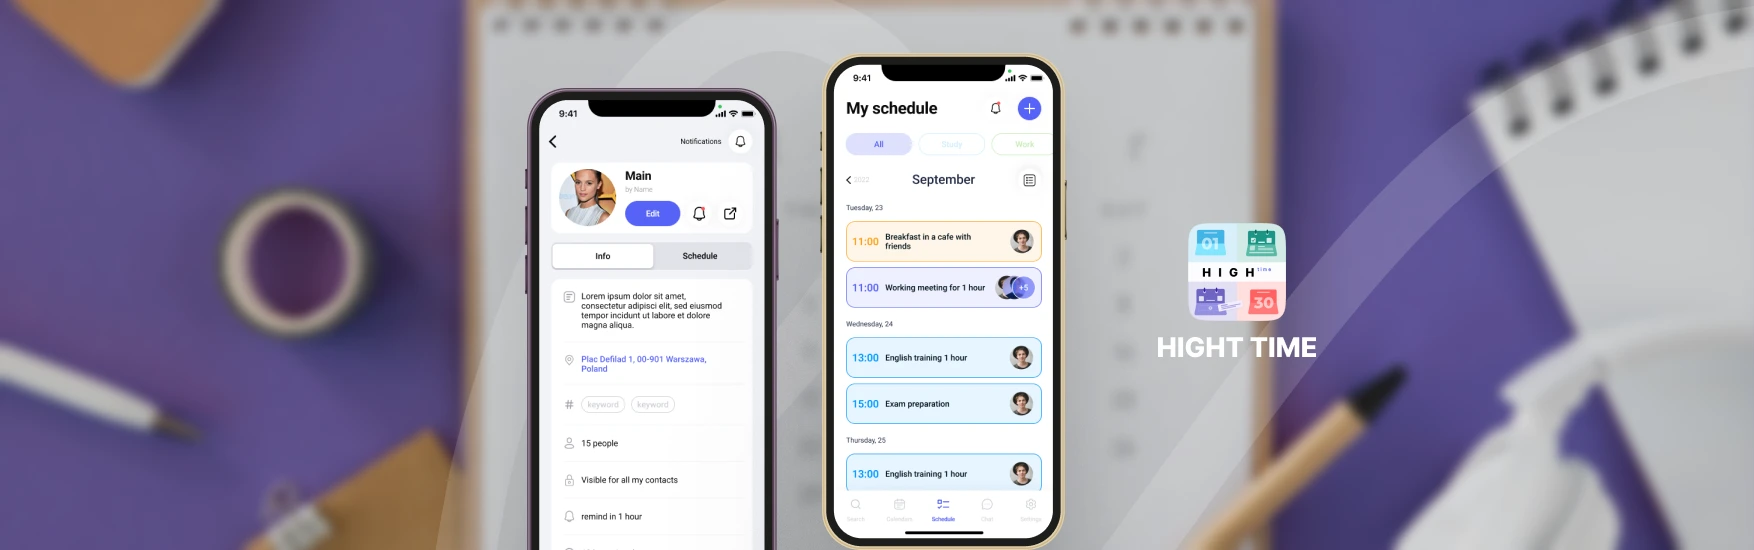 9:41
Notifications
Main
by Name
Edit
Info
Schedule
Lorem ipsum dolor sit amet,
consectetur adipisci elit, sed eiusmod
tempor incidunt ut labore et dolore
magna aliqua.
Plac Defilad 1, 00-901 Warszawa,
Poland
#
keyword keyword
15 people
Visible for all my contacts
remind in 1 hour
9:41
My schedule
+
All Study Work
2022 September
Tuesday, 23
11:00 Breakfast in a cafe with
friends
11:00 Working meeting for 1 hour +5
Wednesday, 24
13:00 English training 1 hour
15:00 Exam preparation
Thursday, 25
13:00 English training 1 hour
Search Calendars Schedule Chat Settings
01
HIGH time
30
HIGHT TIME